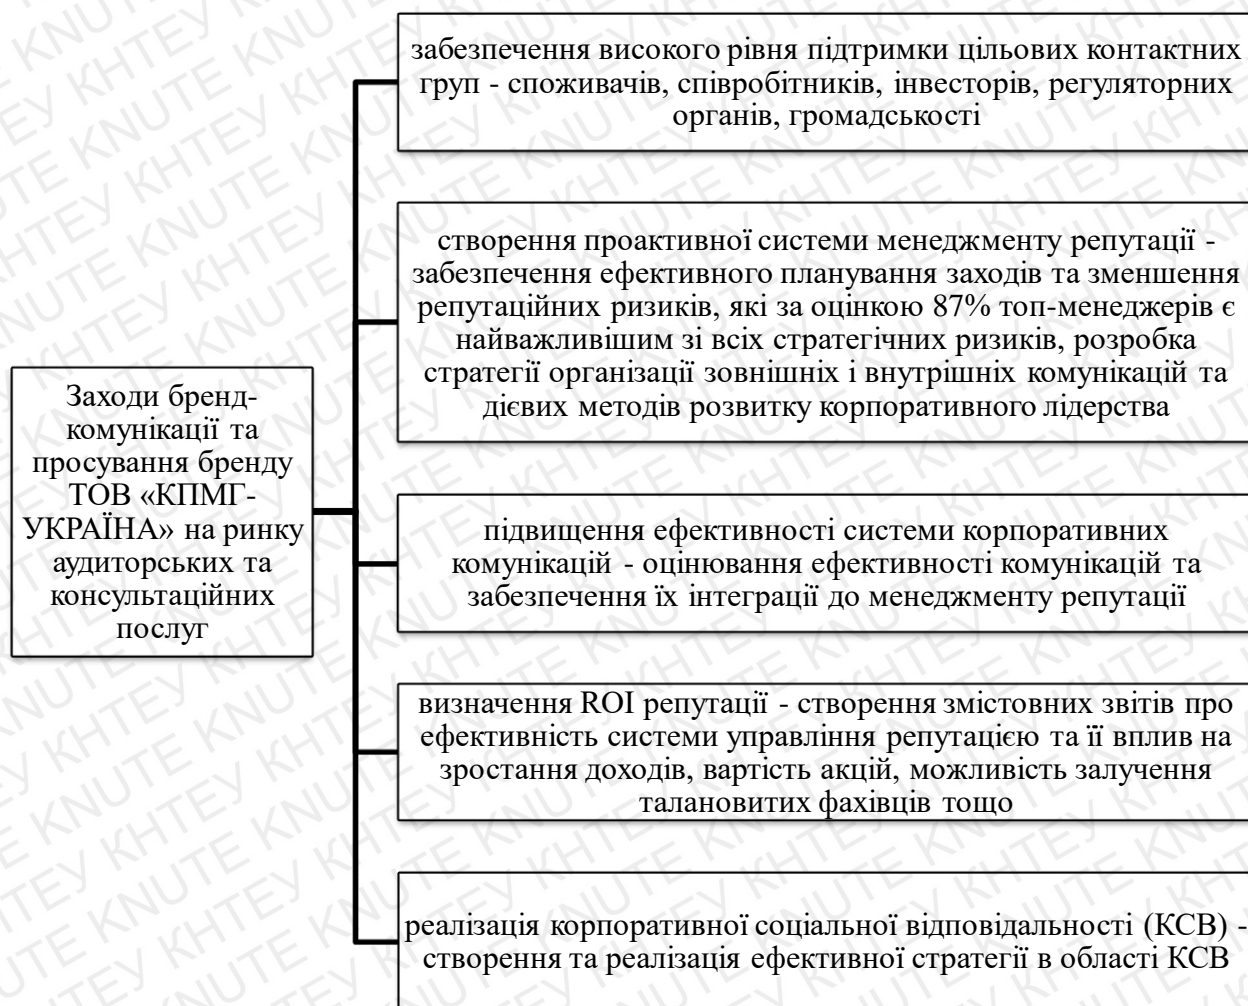 забезпечення високого рівня підтримки цільових контактних
груп - споживачів, співробітників, інвесторів, регуляторних
органів, громадськості
створення проактивної системи менеджменту репутації -
забезпечення ефективного планування заходів та зменшення
репутаційних ризиків, які за оцінкою 87% топ-менеджерів є
найважливішим зі всіх стратегічних ризиків, розробка
стратегії організації зовнішніх і внутрішніх комунікацій та
дієвих методів розвитку корпоративного лідерства
Заходи бренд-
комунікації та
просування бренду
ТОВ «КПМГ-
УКРАЇНА» на ринку
аудиторських та
консультаційних
послуг
підвищення ефективності системи корпоративних
комунікацій - оцінювання ефективності комунікацій та
забезпечення їх інтеграції до менеджменту репутації
визначення ROI репутації - створення змістовних звітів про
ефективність системи управління репутацією та її вплив на
зростання доходів, вартість акцій, можливість залучення
талановитих фахівців тощо
реалізація корпоративної соціальної відповідальності (КСВ) -
створення та реалізація ефективної стратегії в області КСВ